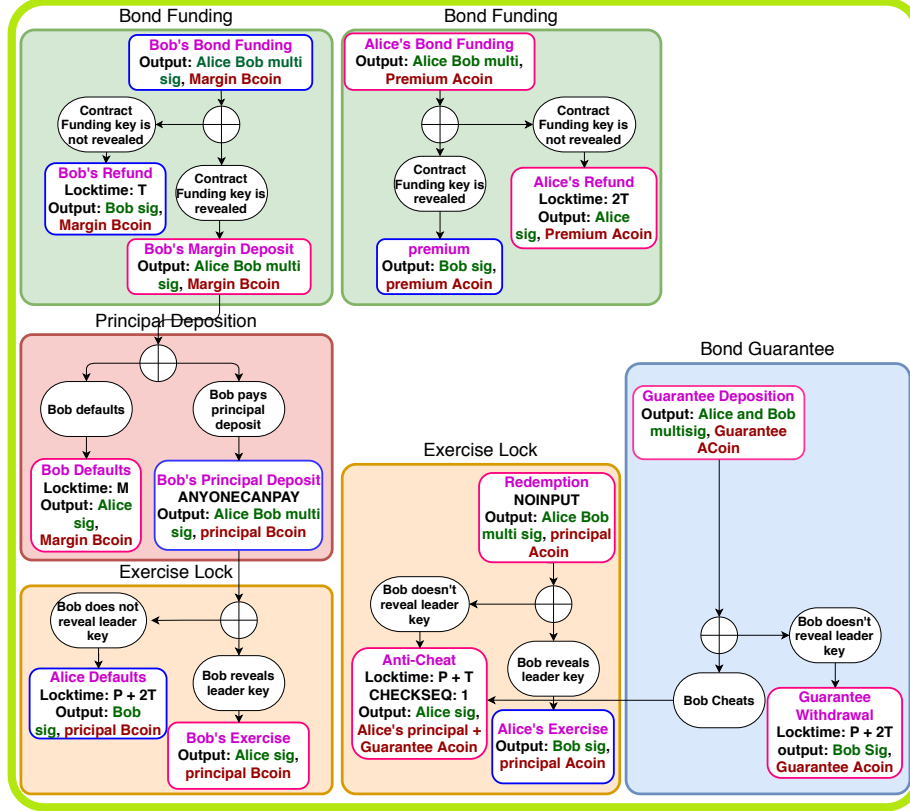 Bond Funding
Bob's Bond Funding
Output: Alice Bob multi
sig, Margin Bcoin
Contract
Funding key is
not revealed
Bob's Refund
Locktime: T
Output: Bob sig,
Margin Bcoin
Contract
Funding key is
revealed
Bob's Margin Deposit
Output: Alice Bob multi
sig, Margin Bcoin
Bond Funding
Alice's Bond Funding
Output: Alice Bob multi,
Premium Acoin
Contract
Funding key is
not revealed
Contract
Funding key is
revealed
Alice's Refund
Locktime: 2T
Output: Alice
sig, Premium Acoin
premium
Output: Bob sig,
premium Acoin
Principal Deposition
Bob defaults
Bob pays
principal
deposit
Bob Defaults
Locktime: M
Output: Alice
sig,
Margin Bcoin
Bob's Principal Deposit
ANYONECANPAY
Output: Alice Bob multi
sig, principal Bcoin
Exercise Lock
Bob does not
reveal leader
key
Bob reveals
leader key
Alice Defaults
Locktime: P + 2T
Output: Bob
sig, pricipal Bcoin
Bob's Exercise
Output: Alice sig,
principal Bcoin
Exercise Lock
Redemption
NOINPUT
Output: Alice Bob
multi sig, principal
Acoin
Bob doesn't
reveal leader
key
Bob reveals
leader key
Anti-Cheat
Locktime: P + T
CHECKSEQ: 1
Output: Alice sig,
Alice's principal +
Guarantee Acoin
Alice's Exercise
Output: Bob sig,
principal Acoin
Bond Guarantee
Guarantee Deposition
Output: Alice and Bob
multisig, Guarantee
ACoin
Bob doesn't
reveal leader
key
Bob Cheats
Guarantee
Withdrawal
Locktime: P + 2T
output: Bob Sig,
Guarantee Acoin